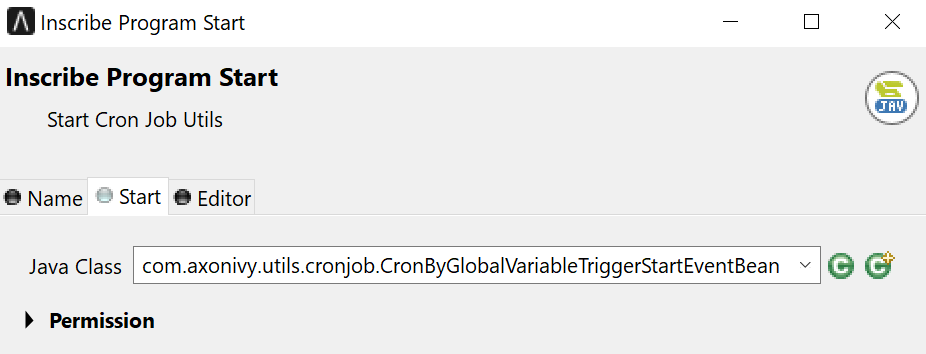 Inscribe Program Start
Inscribe Program Start
Start Cron Job Utils
JAV
Name Start Editor
Java Class com.axonivy.utils.cronjob.CronByGlobalVariableTriggerStartEventBean C C
Permission